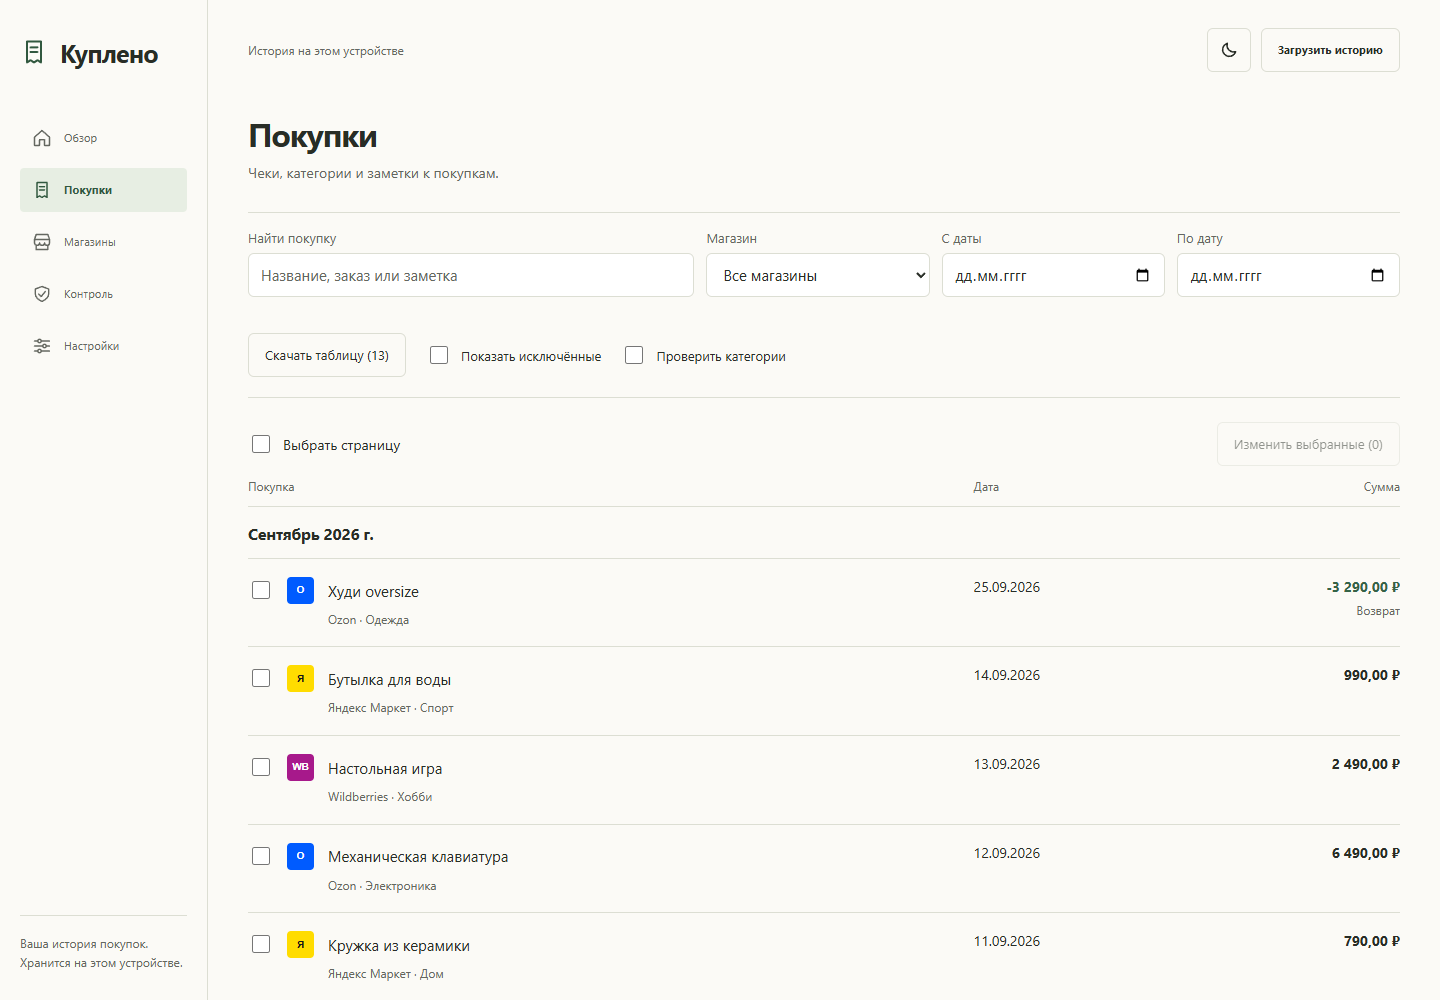 Куплено
История на этом устройстве
Загрузить историю
Обзор
Покупки
Магазины
Контроль
Настройки
Ваша история покупок.
Хранится на этом устройстве.
Покупки
Чеки, категории и заметки к покупкам.
Найти покупку
Магазин
С даты
По дату
Название, заказ или заметка
Все магазины
дд.мм.гггг
дд.мм.гггг
Скачать таблицу (13)
Показать исключённые
Проверить категории
Выбрать страницу
Изменить выбранные (0)
Покупка
Дата
Сумма
Сентябрь 2026 г.
O
Худи oversize
25.09.2026
-3 290,00 ₽
Ozon · Одежда
Возврат
Я
Бутылка для воды
14.09.2026
990,00 ₽
Яндекс Маркет · Спорт
WB
Настольная игра
13.09.2026
2 490,00 ₽
Wildberries · Хобби
O
Механическая клавиатура
12.09.2026
6 490,00 ₽
Ozon · Электроника
Я
Кружка из керамики
11.09.2026
790,00 ₽
Яндекс Маркет · Дом